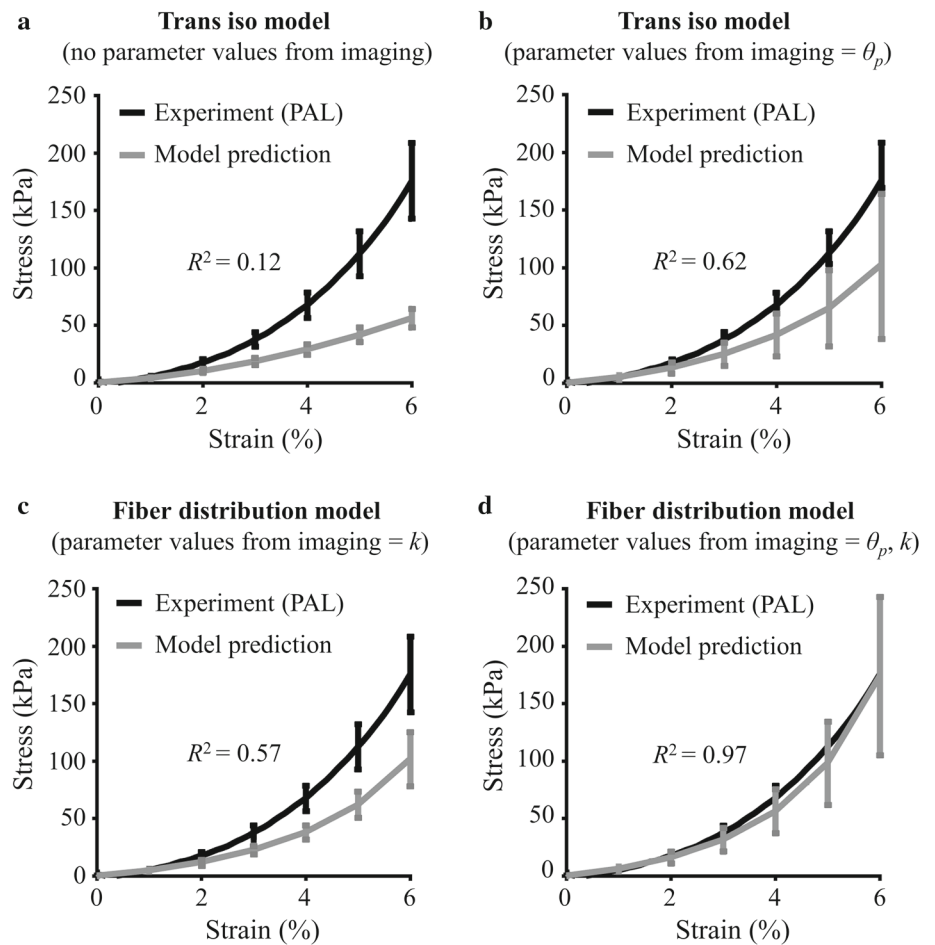 a
Trans iso model
(no parameter values from imaging)
250
200
150
100
50
0
Stress (kPa)
Experiment (PAL)
Model prediction
R² = 0.12
0 2 4 6
Strain (%)
b
Trans iso model
(parameter values from imaging = θₚ)
250
200
150
100
50
0
Stress (kPa)
Experiment (PAL)
Model prediction
R² = 0.62
0 2 4 6
Strain (%)
c
Fiber distribution model
(parameter values from imaging = k)
250
200
150
100
50
0
Stress (kPa)
Experiment (PAL)
Model prediction
R² = 0.57
0 2 4 6
Strain (%)
d
Fiber distribution model
(parameter values from imaging = θₚ, k)
250
200
150
100
50
0
Stress (kPa)
Experiment (PAL)
Model prediction
R² = 0.97
0 2 4 6
Strain (%)